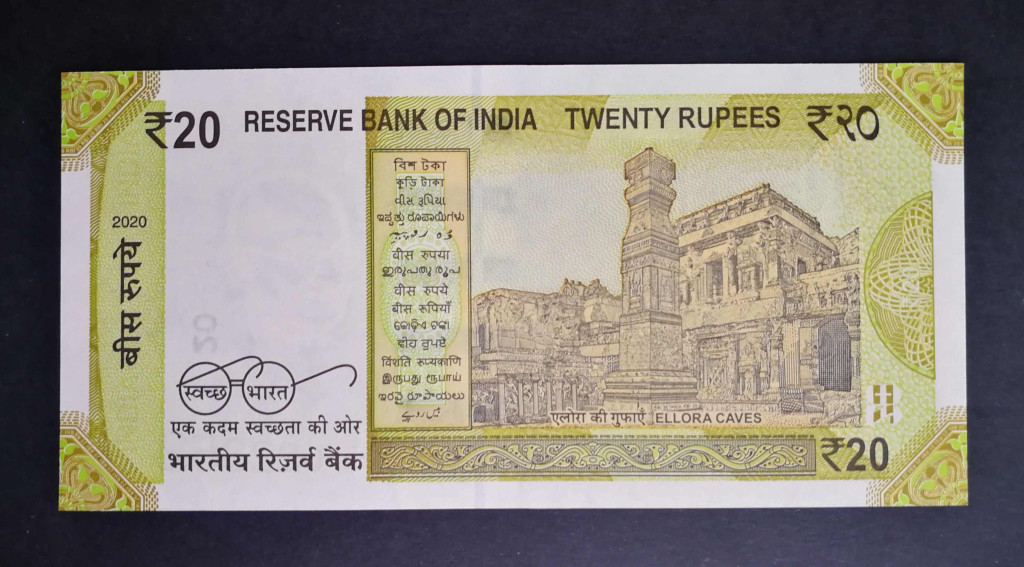 ₹20 RESERVE BANK OF INDIA TWENTY RUPEES ₹२०
2020
बीस रुपये
বিশ টকা
কুড়ি টাকা
વીસ રૂપિયા
ಇಪ್ಪತ್ತು ರೂಪಾಯಿಗಳು
वीस रुपया
ഇരുപതു രൂപ
वीस रुपये
बीस रूपियाँ
କୋଡ଼ିଏ ଟଙ୍କା
ਵੀਹ ਰੁਪਏ
विंशती रूप्यकाणि
இருபது ரூபாய்
ఇరవై రూపాయలు
بیس روپے
एलोरा की गुफाएँ ELLORA CAVES
स्वच्छ भारत
एक कदम स्वच्छता की ओर
भारतीय रिज़र्व बैंक
₹20